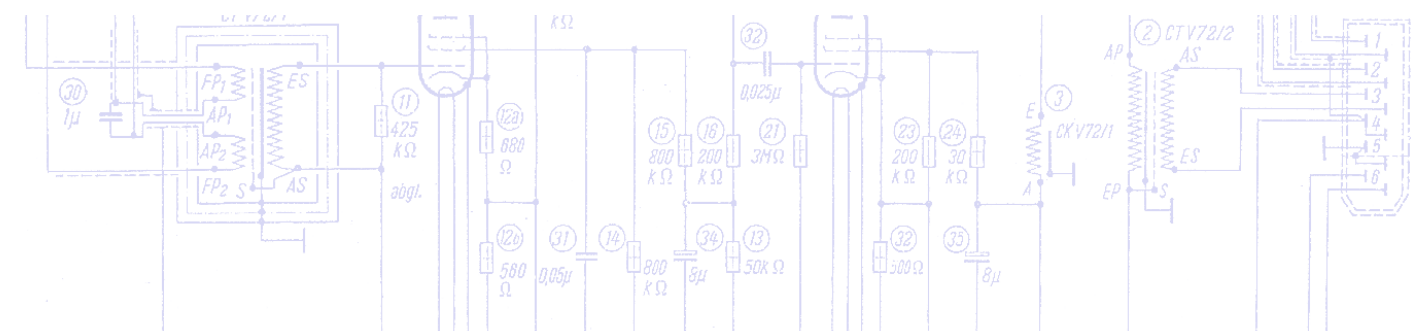 CTV72/1
kΩ
30
1μ
FP1
AP1
AP2
FP2
S
ES
AS
11
425
kΩ
abgl.
12a
680
Ω
12b
560
Ω
31
0,05μ
14
800
kΩ
15
800
kΩ
34
8μ
16
200
kΩ
13
50kΩ
32
0,025μ
21
3MΩ
32
500Ω
23
200
kΩ
24
30
kΩ
35
8μ
3
E
CKV72/1
A
2 CTV72/2
AP
AS
ES
EP
S
1
2
3
4
5
6